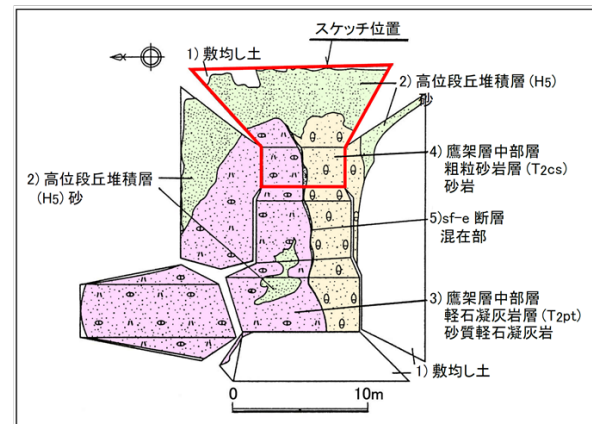 スケッチ位置
1) 敷均し土
2) 高位段丘堆積層(H5)
砂
4) 鷹架層中部層
粗粒砂岩層(T2cs)
砂岩
2) 高位段丘堆積層
(H5) 砂
5)sf-e 断層
混在部
3) 鷹架層中部層
軽石凝灰岩層(T2pt)
砂質軽石凝灰岩
1) 敷均し土
0 10m